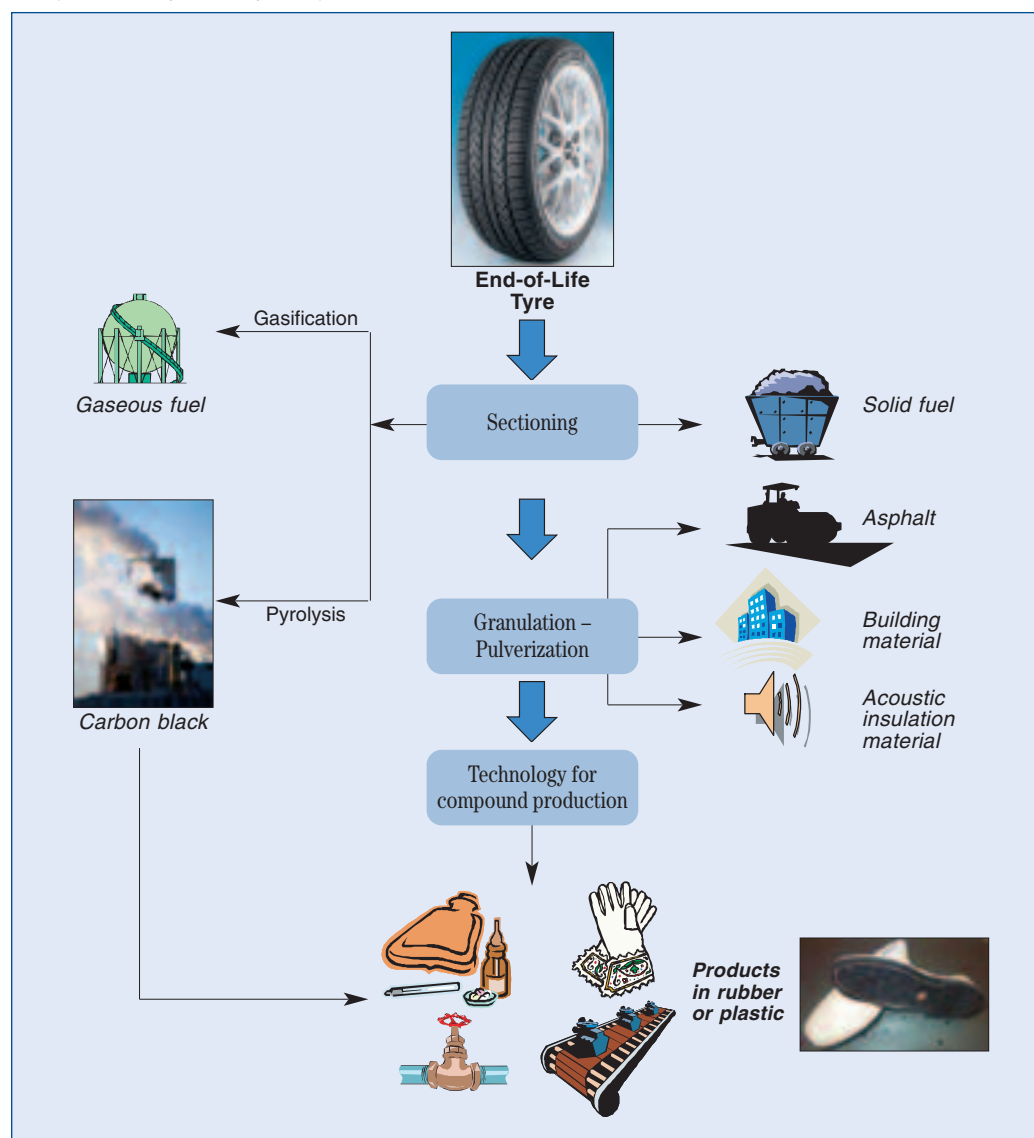 End-of-Life
Tyre
Gasification
Gaseous fuel
Sectioning
Solid fuel
Asphalt
Pyrolysis
Granulation –
Pulverization
Building
material
Carbon black
Acoustic
insulation
material
Technology for
compound production
Products
in rubber
or plastic